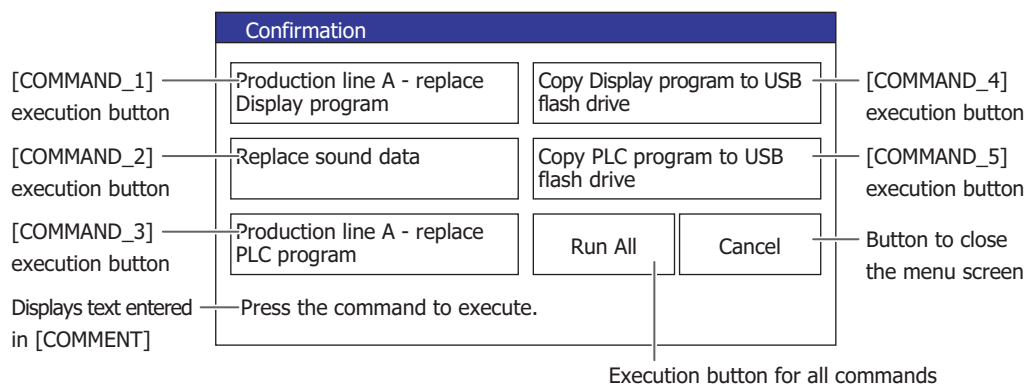 Confirmation
[COMMAND_1]
execution button
Production line A - replace
Display program
Copy Display program to USB
flash drive
[COMMAND_4]
execution button
[COMMAND_2]
execution button
Replace sound data
Copy PLC program to USB
flash drive
[COMMAND_5]
execution button
[COMMAND_3]
execution button
Production line A - replace
PLC program
Run All
Cancel
Button to close
the menu screen
Displays text entered
in [COMMENT]
Press the command to execute.
Execution button for all commands